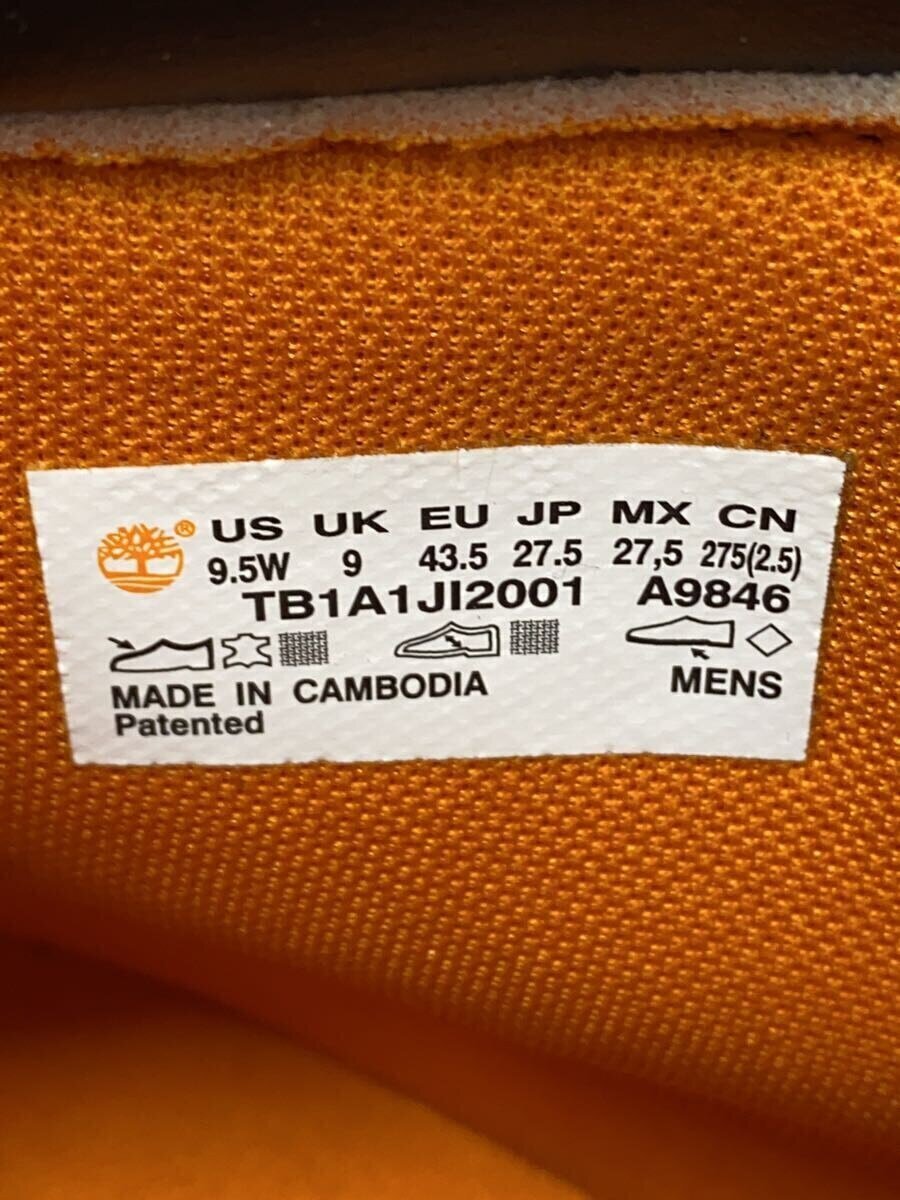 ® US UK EU JP MX CN
9.5W 9 43.5 27.5 27,5 275(2.5)
TB1A1JI2001 A9846
MADE IN CAMBODIA MENS
Patented